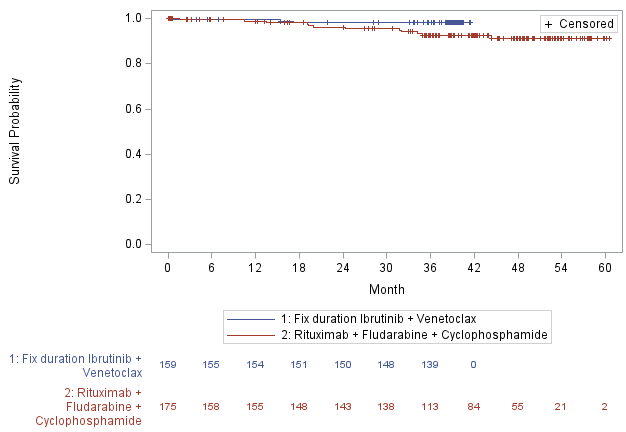 1.0
0.8
0.6
0.4
0.2
0.0
Survival Probability
+ Censored
0 6 12 18 24 30 36 42 48 54 60
Month
1: Fix duration Ibrutinib + Venetoclax
2: Rituximab + Fludarabine + Cyclophosphamide
1: Fix duration Ibrutinib +
Venetoclax
159 155 154 151 150 148 139 0
2: Rituximab +
Fludarabine +
Cyclophosphamide
175 158 155 148 143 138 113 84 55 21 2